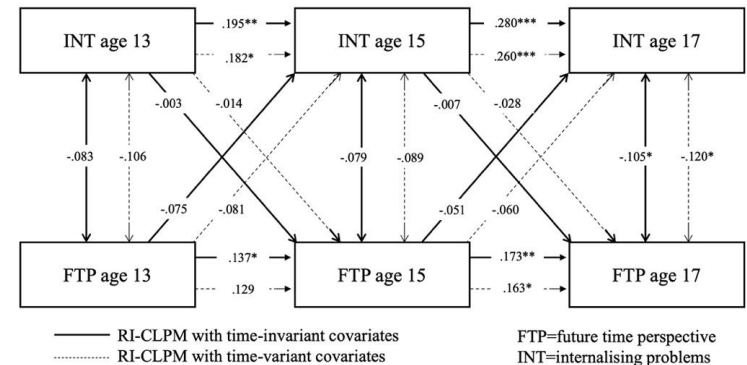 INT age 13
.195**
.182*
INT age 15
.280***
.260***
INT age 17
-.003
-.014
-.007
-.028
-.083
-.106
-.079
-.089
-.105*
-.120*
-.075
-.081
-.051
-.060
FTP age 13
.137*
.129
FTP age 15
.173**
.163*
FTP age 17
RI-CLPM with time-invariant covariates
RI-CLPM with time-variant covariates
FTP=future time perspective
INT=internalising problems